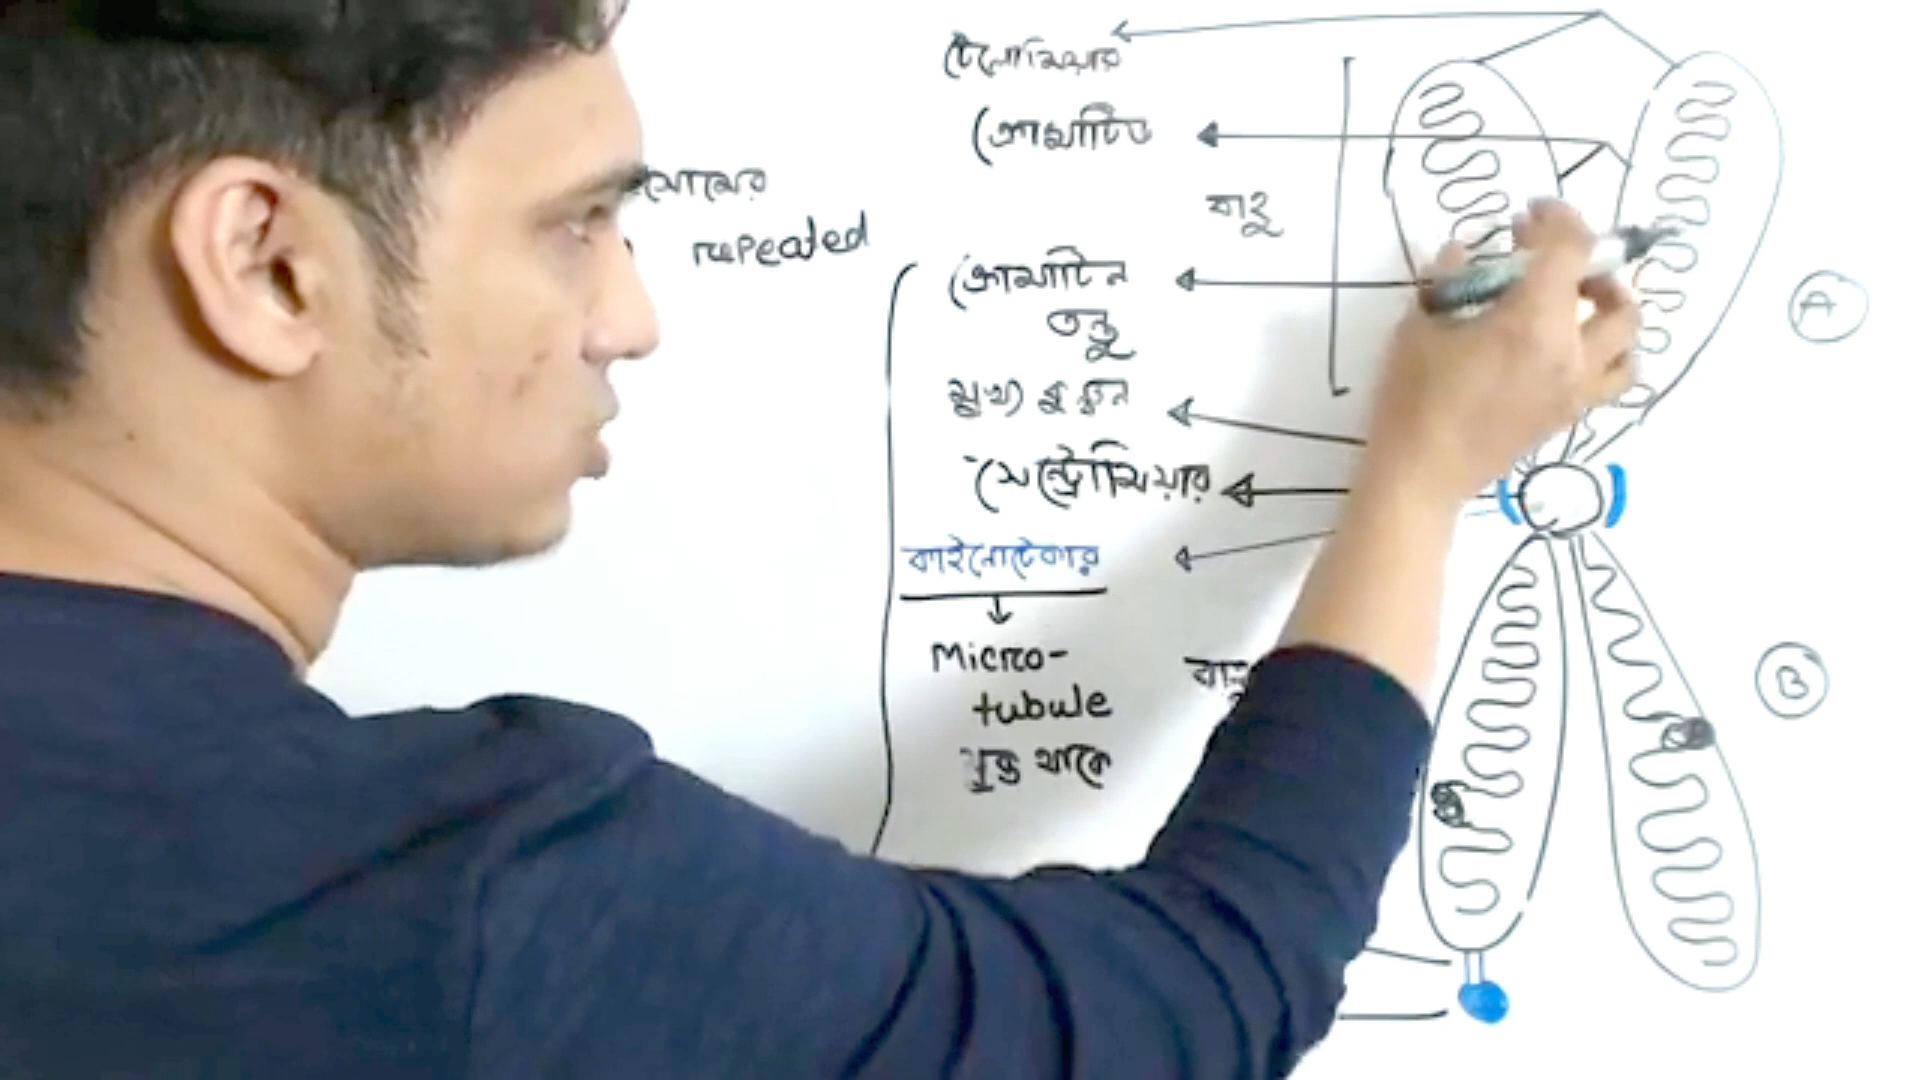 টেলোমিয়ার
ক্রোমাটিড
বাহু
repeated
ক্রোমাটিন
তন্তু
মুখ্য কুঞ্চন
সেন্ট্রোমিয়ার
কাইনেটোকোর
Micro-
tubule
যুক্ত থাকে
A
B